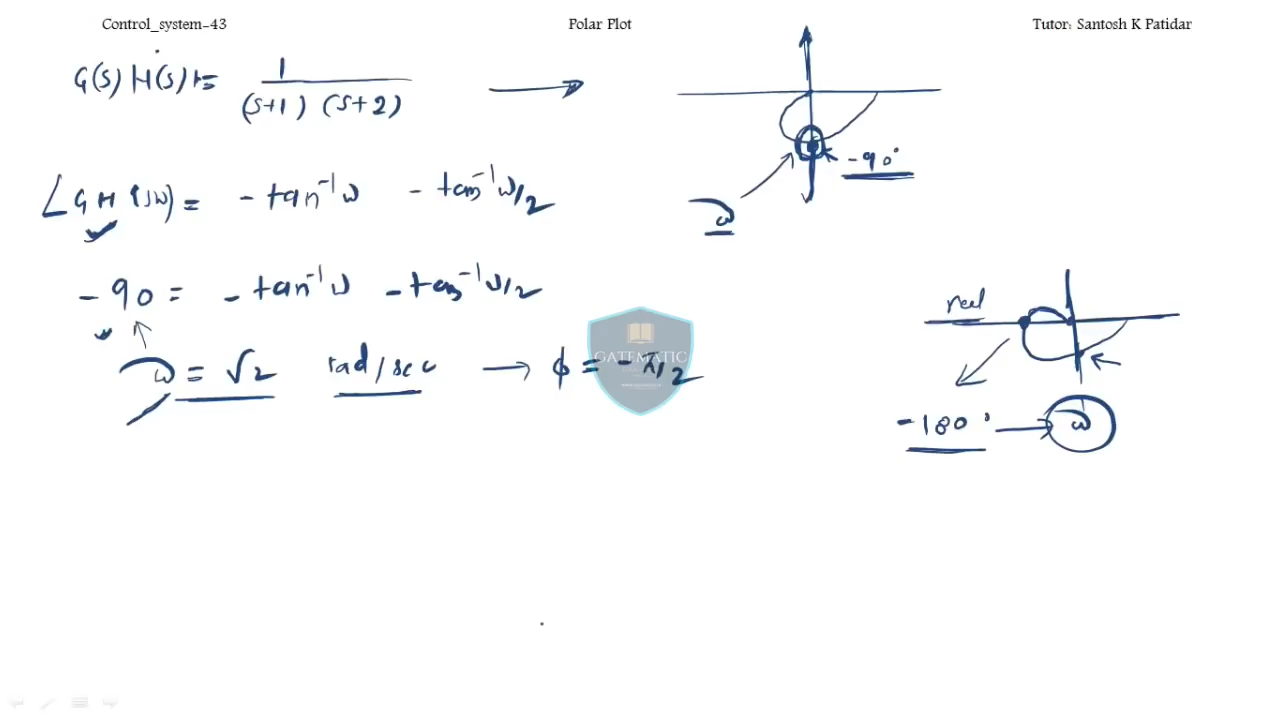 Control_system-43
Polar Plot
Tutor: Santosh K Patidar
G(s) H(s) = 1 / (s+1) (s+2)
-90°
ω
∠GH(jω) = - tan⁻¹ω - tan⁻¹ω/2
-90 = - tan⁻¹ω - tan⁻¹ω/2
ω = √2 rad/sec → ϕ = -π/2
real
-180° → ω
GATEMATIC